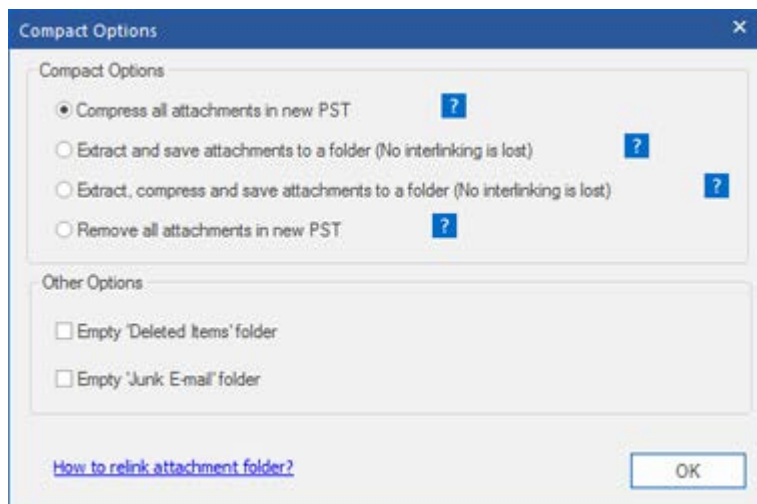 Compact Options
Compact Options
Compress all attachments in new PST ?
Extract and save attachments to a folder (No interlinking is lost) ?
Extract, compress and save attachments to a folder (No interlinking is lost) ?
Remove all attachments in new PST ?
Other Options
Empty 'Deleted Items' folder
Empty 'Junk E-mail' folder
How to relink attachment folder?
OK